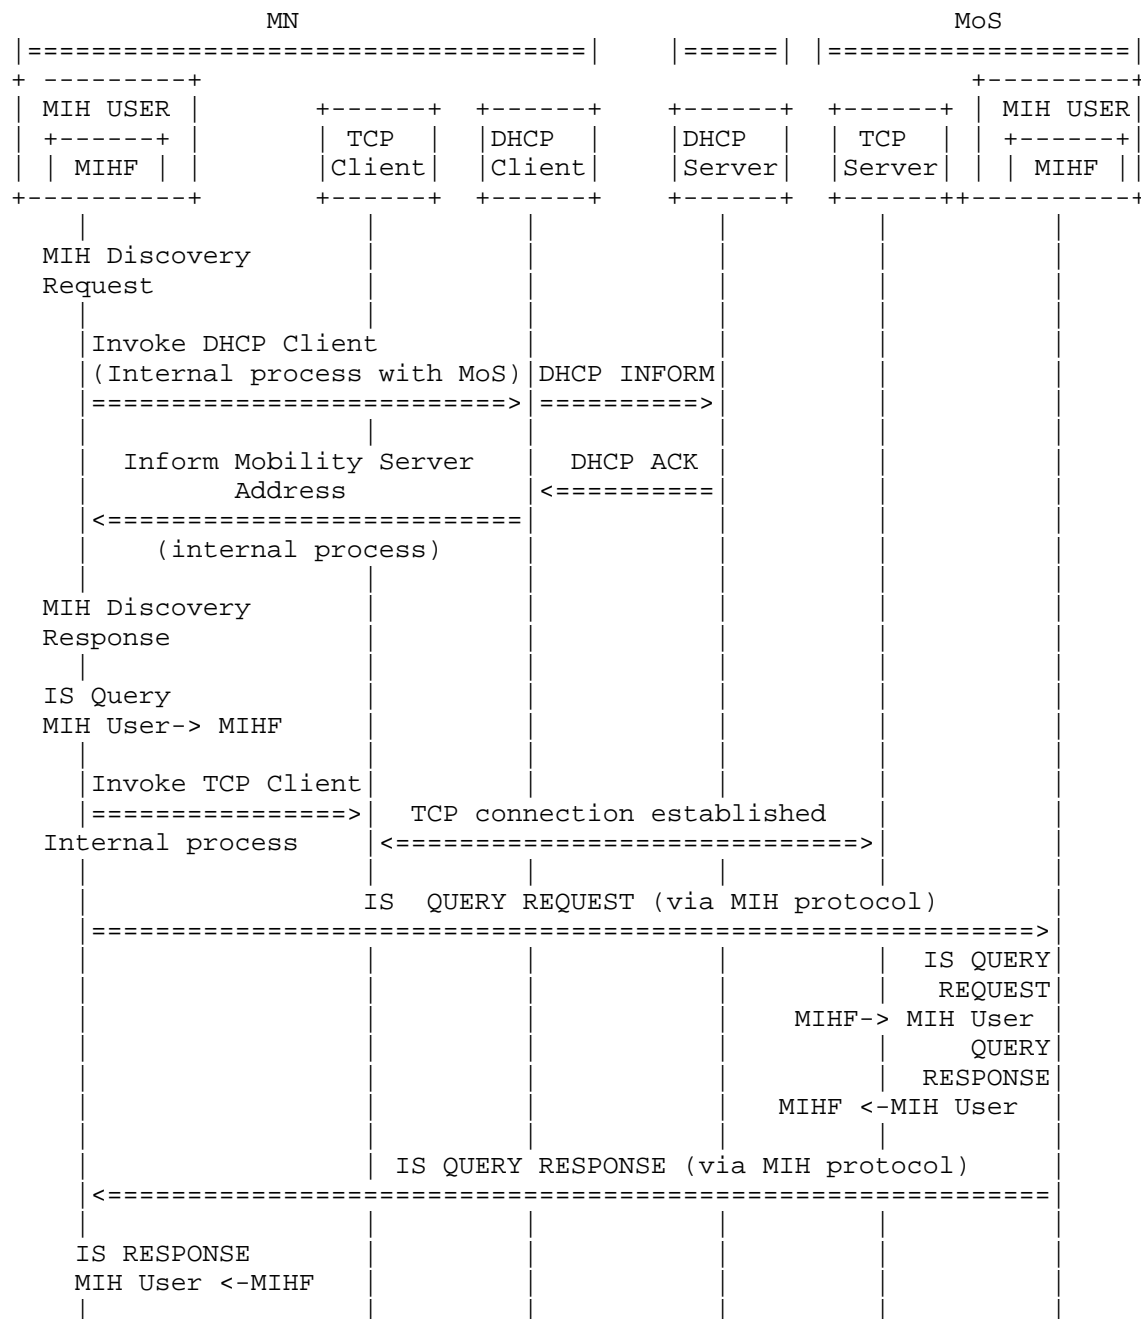 MN MoS
|===================================| |======| |===================|
+ ---------+ +---------+
| MIH USER | +------+ +------+ +------+ +------+ | MIH USER|
| +------+ | | TCP | |DHCP | |DHCP | | TCP | | +------+|
| | MIHF | | |Client| |Client| |Server| |Server| | | MIHF ||
+----------+ +------+ +------+ +------+ +------++----------+
| | | | | |
MIH Discovery | | | | |
Request | | | | |
| | | | | |
|Invoke DHCP Client | | | |
|(Internal process with MoS)|DHCP INFORM| | |
|==========================>|==========>| | |
| | | | | |
| Inform Mobility Server | DHCP ACK | | |
| Address |<==========| | |
|<==========================| | | |
| (internal process) | | | |
| | | | | |
MIH Discovery | | | | |
Response | | | | |
| | | | | |
IS Query | | | | |
MIH User-> MIHF | | | | |
| | | | | |
|Invoke TCP Client| | | | |
|================>| TCP connection established | |
Internal process |<=============================>| |
| | | | | |
| IS QUERY REQUEST (via MIH protocol) |
|===========================================================>|
| | | | | IS QUERY|
| | | | | REQUEST|
| | | | MIHF-> MIH User |
| | | | | QUERY|
| | | | | RESPONSE|
| | | | MIHF <-MIH User |
| | | | | |
| | IS QUERY RESPONSE (via MIH protocol) |
|<===========================================================|
| | | | | |
IS RESPONSE | | | | |
MIH User <-MIHF | | | | |
| | | | | |